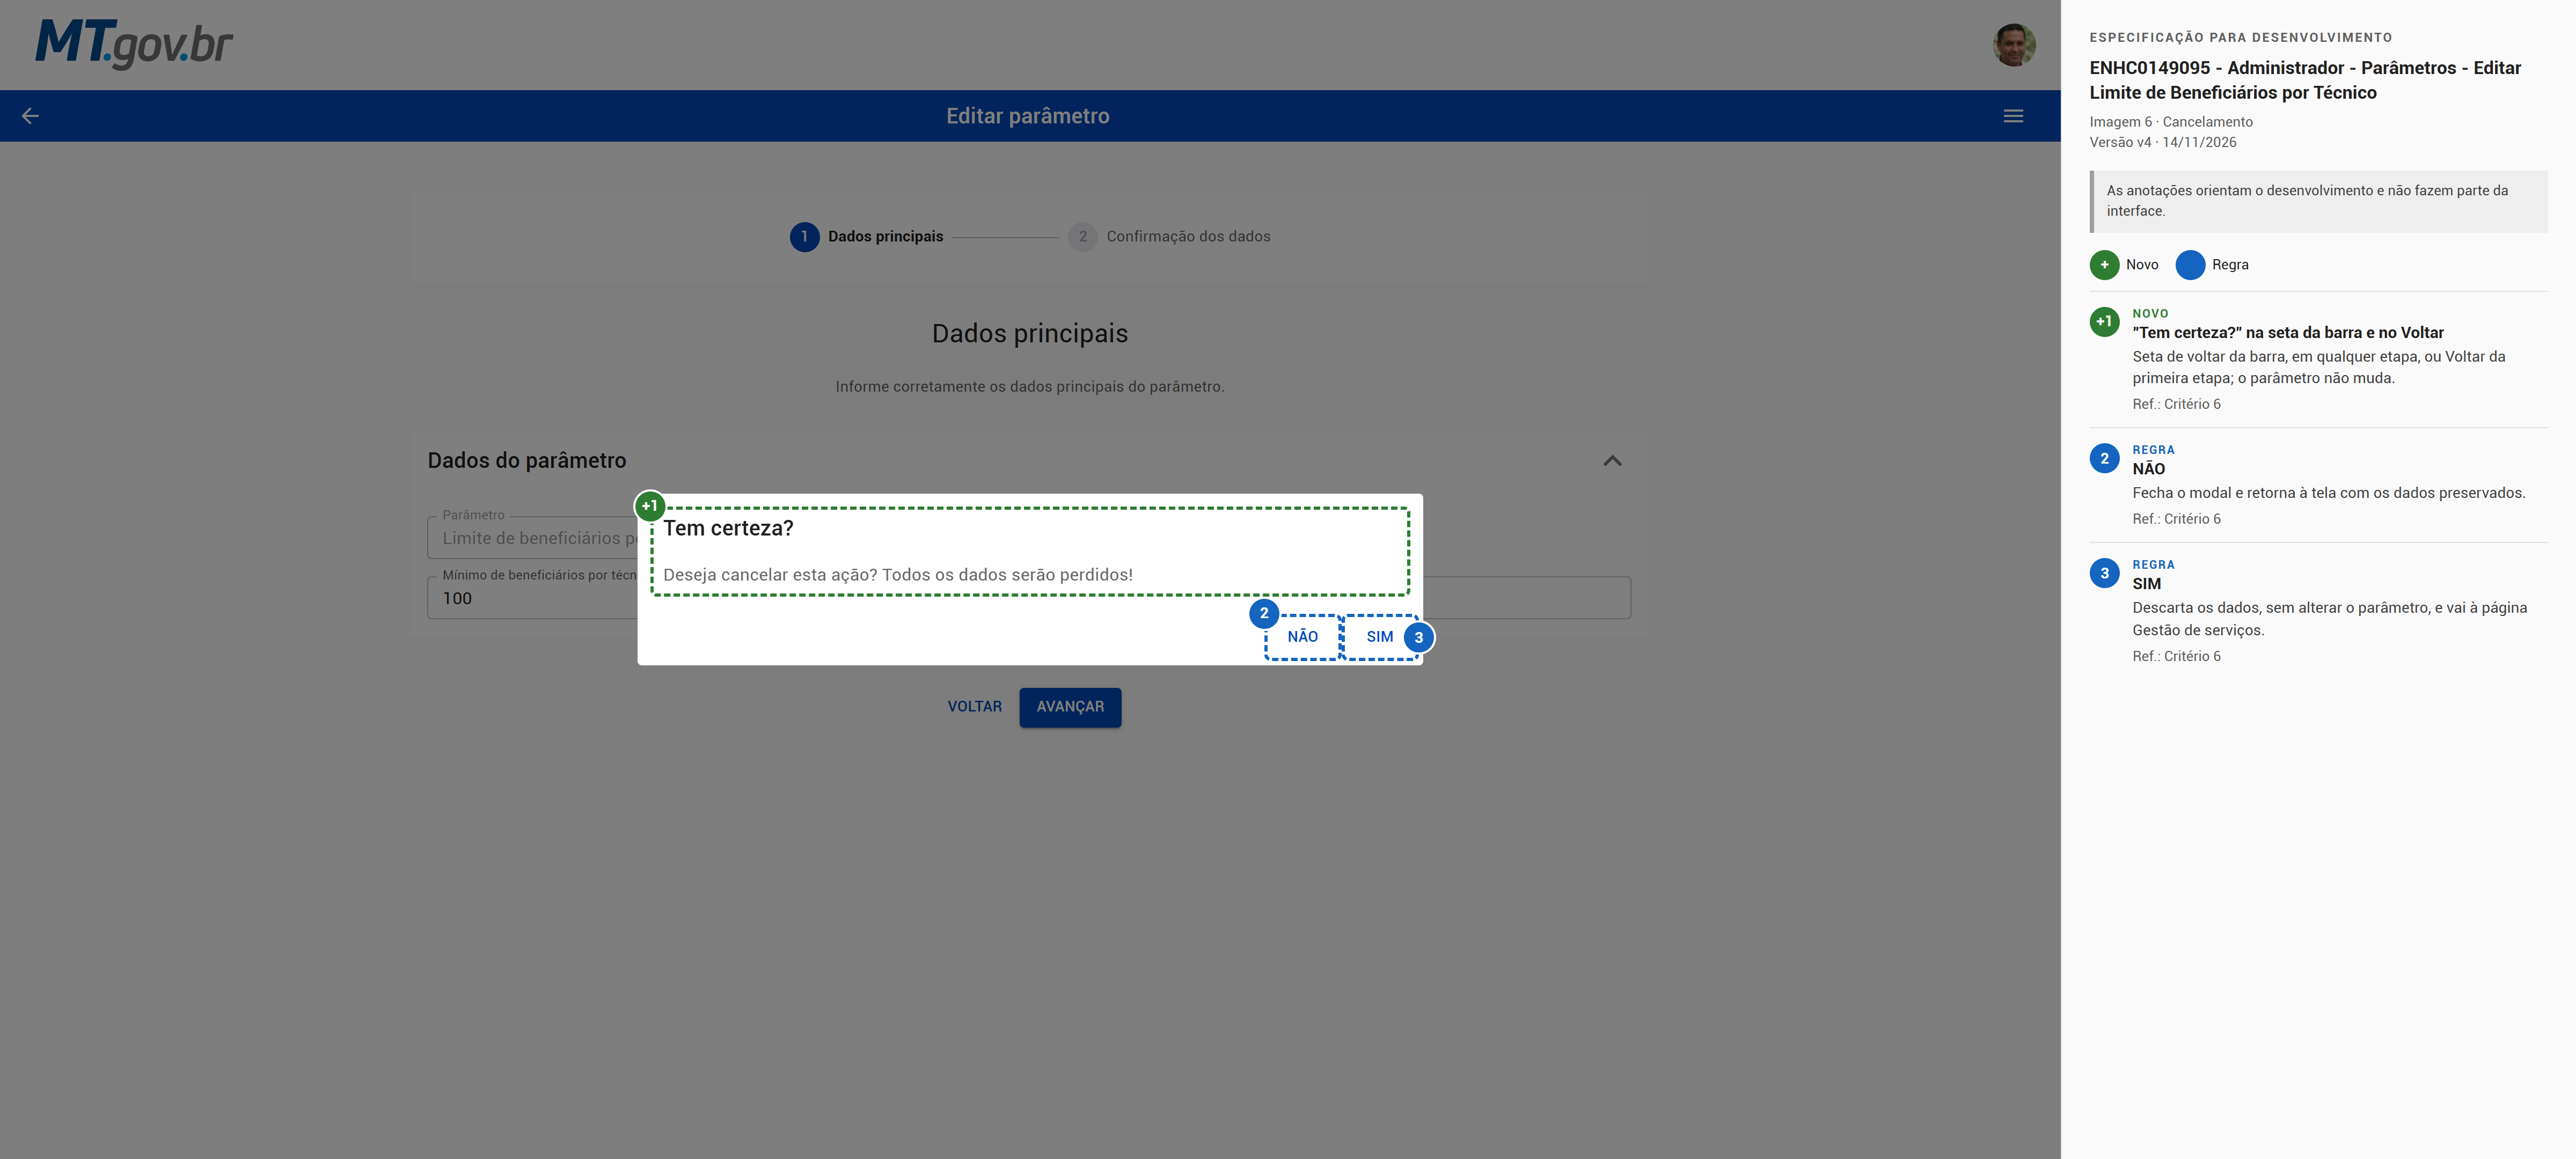 MT.gov.br
Editar parâmetro
1 Dados principais
2 Confirmação dos dados
Dados principais
Informe corretamente os dados principais do parâmetro.
Dados do parâmetro
Parâmetro
Limite de beneficiários
Mínimo de beneficiários por
100
+1
Tem certeza?
Deseja cancelar esta ação? Todos os dados serão perdidos!
2
NÃO
SIM
3
VOLTAR
AVANÇAR
ESPECIFICAÇÃO PARA DESENVOLVIMENTO
ENHC0149095 - Administrador - Parâmetros - Editar
Limite de Beneficiários por Técnico
Imagem 6 · Cancelamento
Versão v4 · 14/11/2026
As anotações orientam o desenvolvimento e não fazem parte da
interface.
+ Novo
Regra
+1
NOVO
"Tem certeza?" na seta da barra e no Voltar
Seta de voltar da barra, em qualquer etapa, ou Voltar da
primeira etapa; o parâmetro não muda.
Ref.: Critério 6
2
REGRA
NÃO
Fecha o modal e retorna à tela com os dados preservados.
Ref.: Critério 6
3
REGRA
SIM
Descarta os dados, sem alterar o parâmetro, e vai à página
Gestão de serviços.
Ref.: Critério 6